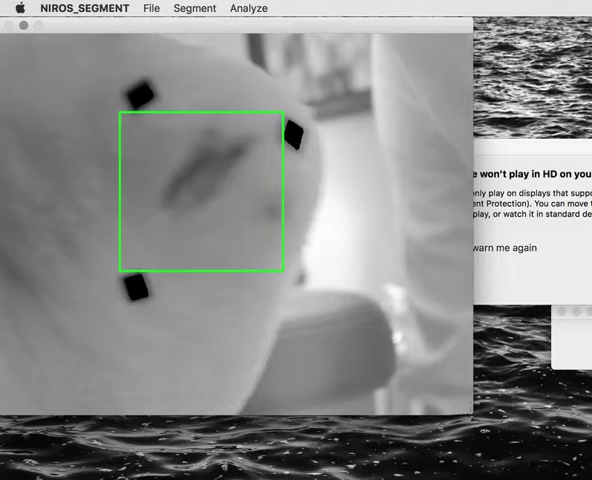 NIROS_SEGMENT File Segment Analyze
won't play in HD on you
only play on displays that supp
ent Protection). You can move t
play, or watch it in standard de
warn me again